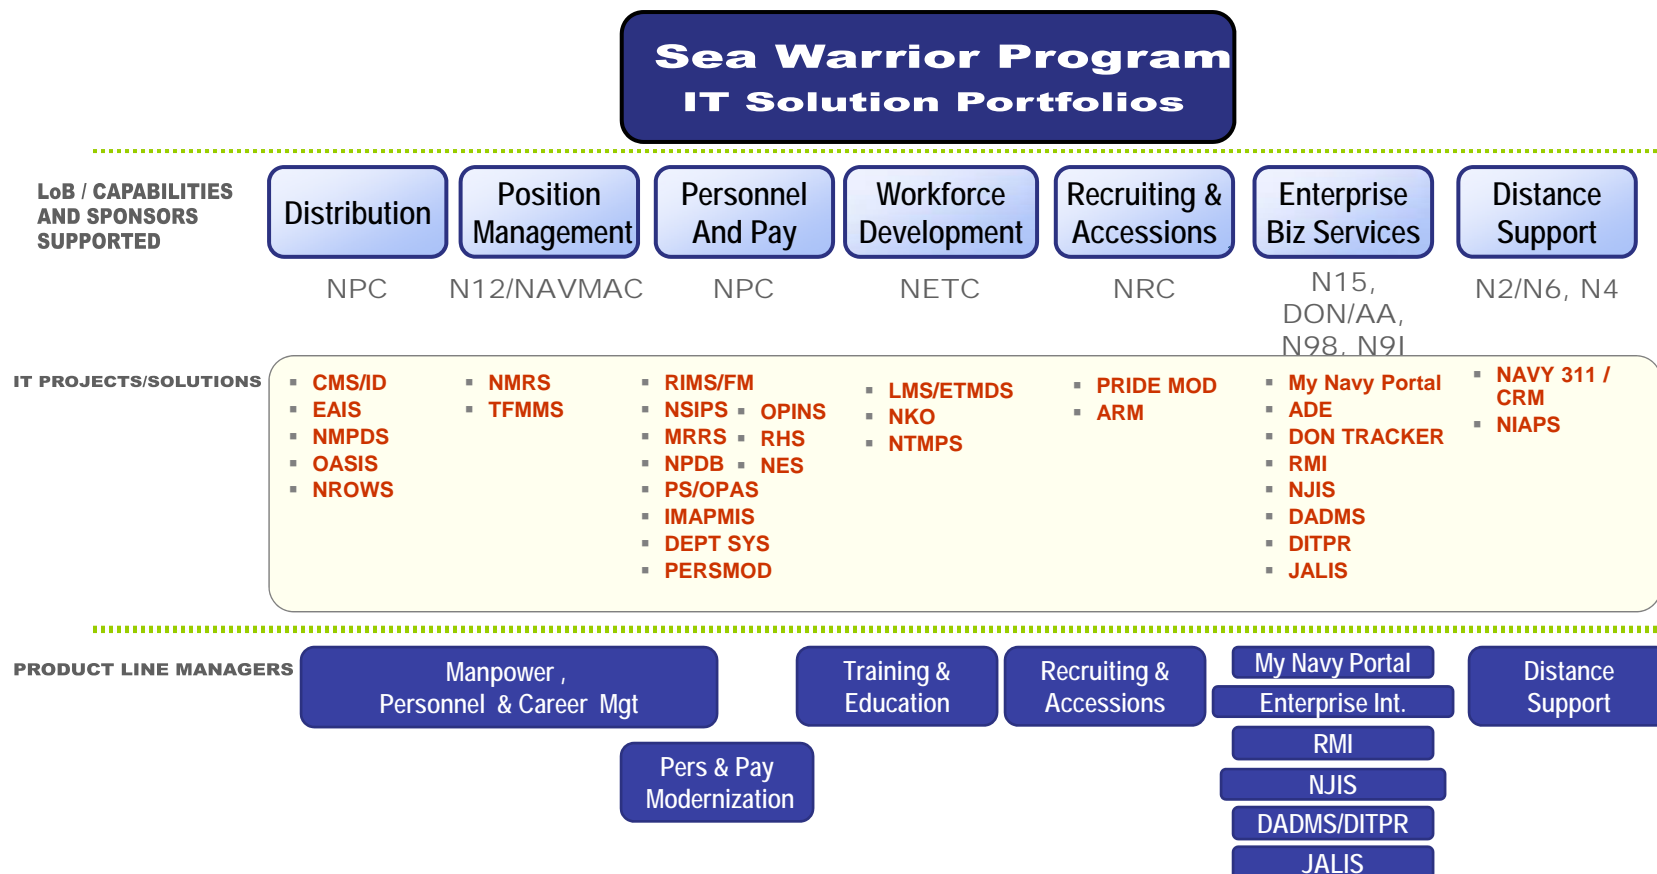 Sea Warrior Program
IT Solution Portfolios
LoB / CAPABILITIES
AND SPONSORS
SUPPORTED
Distribution
Position
Management
Personnel
And Pay
Workforce
Development
Recruiting &
Accessions
Enterprise
Biz Services
Distance
Support
NPC
N12/NAVMAC
NPC
NETC
NRC
N15,
DON/AA,
N98, N9I
N2/N6, N4
IT PROJECTS/SOLUTIONS
▪ CMS/ID
▪ EAIS
▪ NMPDS
▪ OASIS
▪ NROWS
▪ NMRS
▪ TFMMS
▪ RIMS/FM
▪ NSIPS ▪ OPINS
▪ MRRS ▪ RHS
▪ NPDB ▪ NES
▪ PS/OPAS
▪ IMAPMIS
▪ DEPT SYS
▪ PERSMOD
▪ LMS/ETMDS
▪ NKO
▪ NTMPS
▪ PRIDE MOD
▪ ARM
▪ My Navy Portal
▪ ADE
▪ DON TRACKER
▪ RMI
▪ NJIS
▪ DADMS
▪ DITPR
▪ JALIS
▪ NAVY 311 /
CRM
▪ NIAPS
PRODUCT LINE MANAGERS
Manpower ,
Personnel & Career Mgt
Pers & Pay
Modernization
Training &
Education
Recruiting &
Accessions
My Navy Portal
Enterprise Int.
RMI
NJIS
DADMS/DITPR
JALIS
Distance
Support